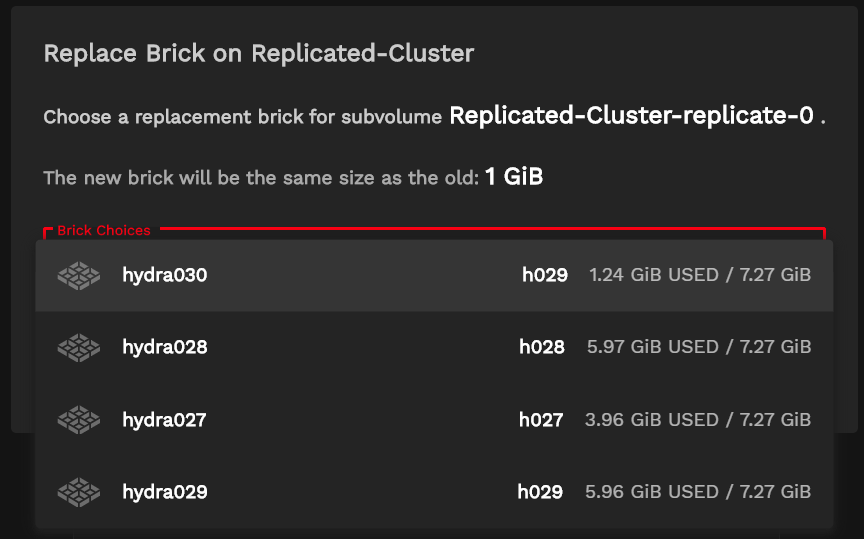 Replace Brick on Replicated-Cluster
Choose a replacement brick for subvolume Replicated-Cluster-replicate-0 .
The new brick will be the same size as the old: 1 GiB
Brick Choices
hydra030 h029 1.24 GiB USED / 7.27 GiB
hydra028 h028 5.97 GiB USED / 7.27 GiB
hydra027 h027 3.96 GiB USED / 7.27 GiB
hydra029 h029 5.96 GiB USED / 7.27 GiB